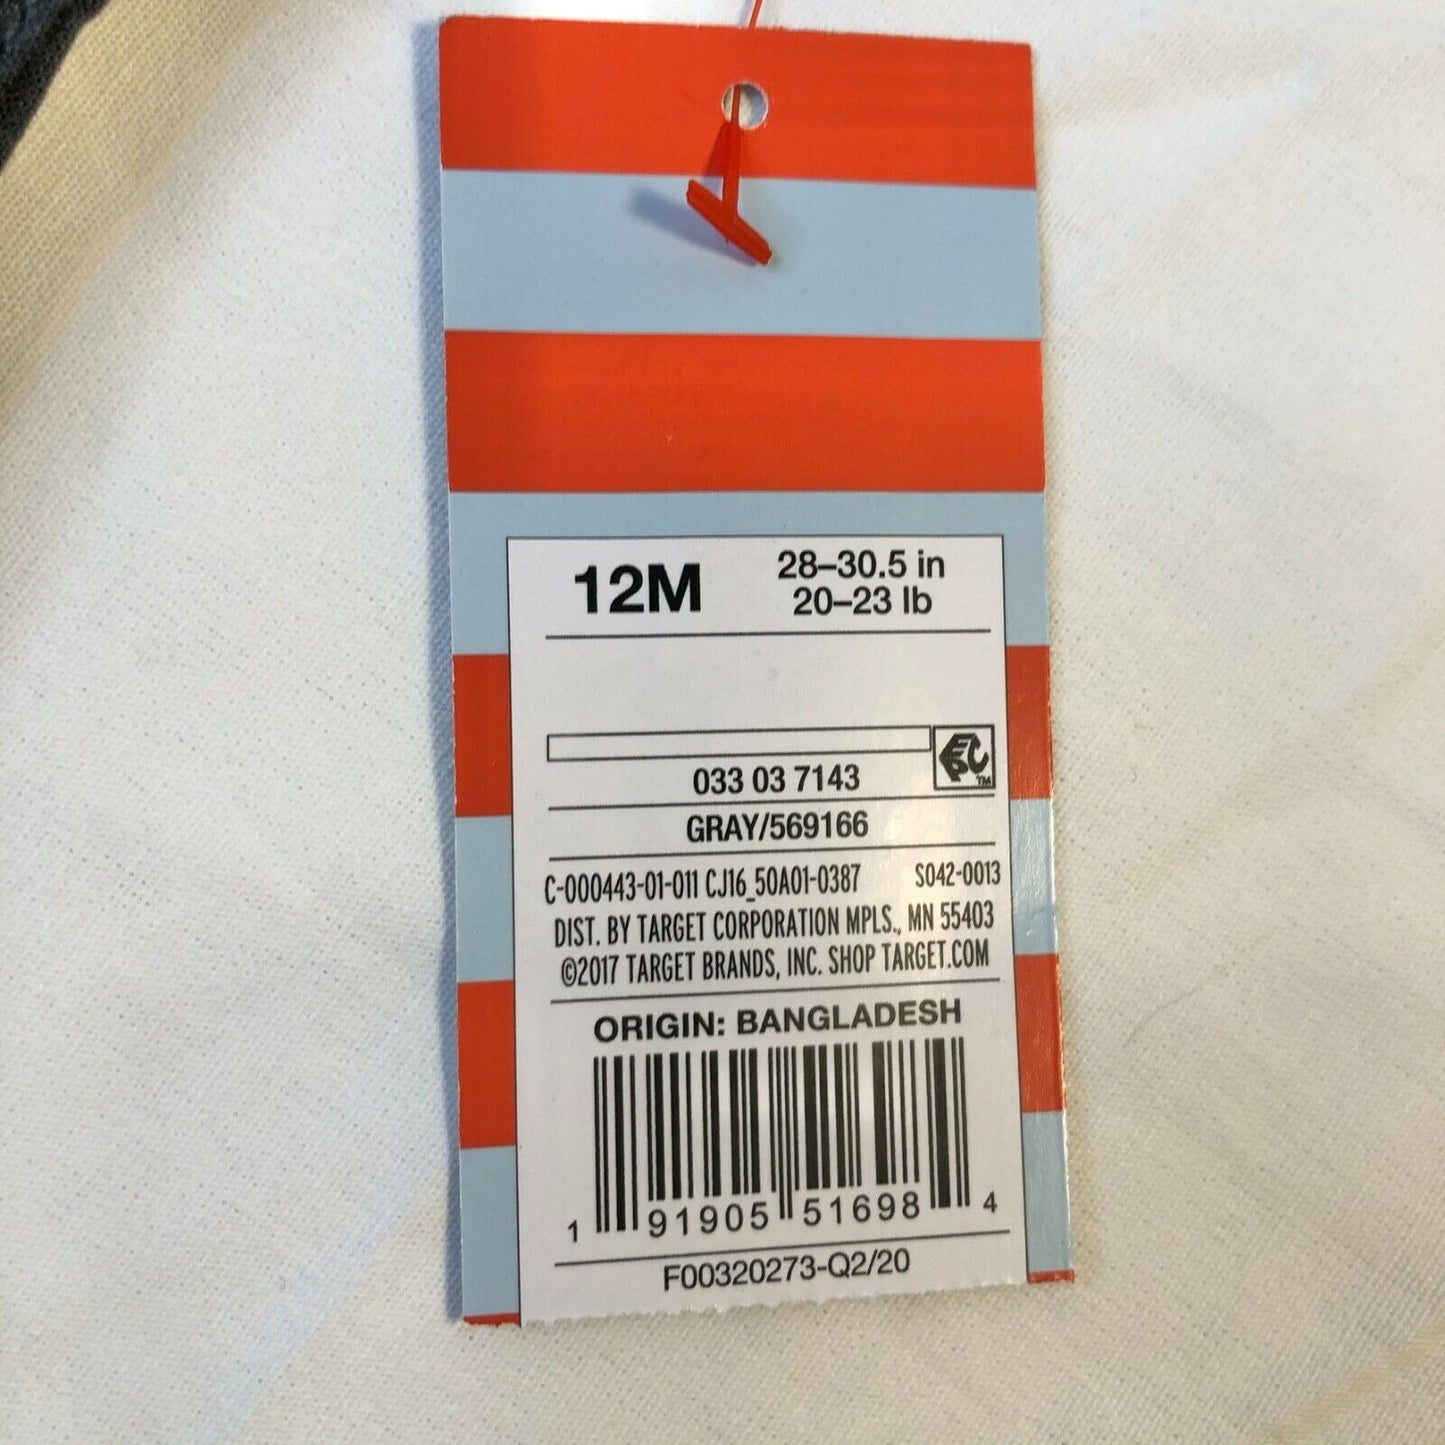 12M
28–30.5 in
20–23 lb
EPC
TM
033 03 7143
GRAY/569166
C-000443-01-011 CJ16_50A01-0387 S042-0013
DIST. BY TARGET CORPORATION MPLS., MN 55403
©2017 TARGET BRANDS, INC. SHOP TARGET.COM
ORIGIN: BANGLADESH
1 91905 51698 4
F00320273-Q2/20